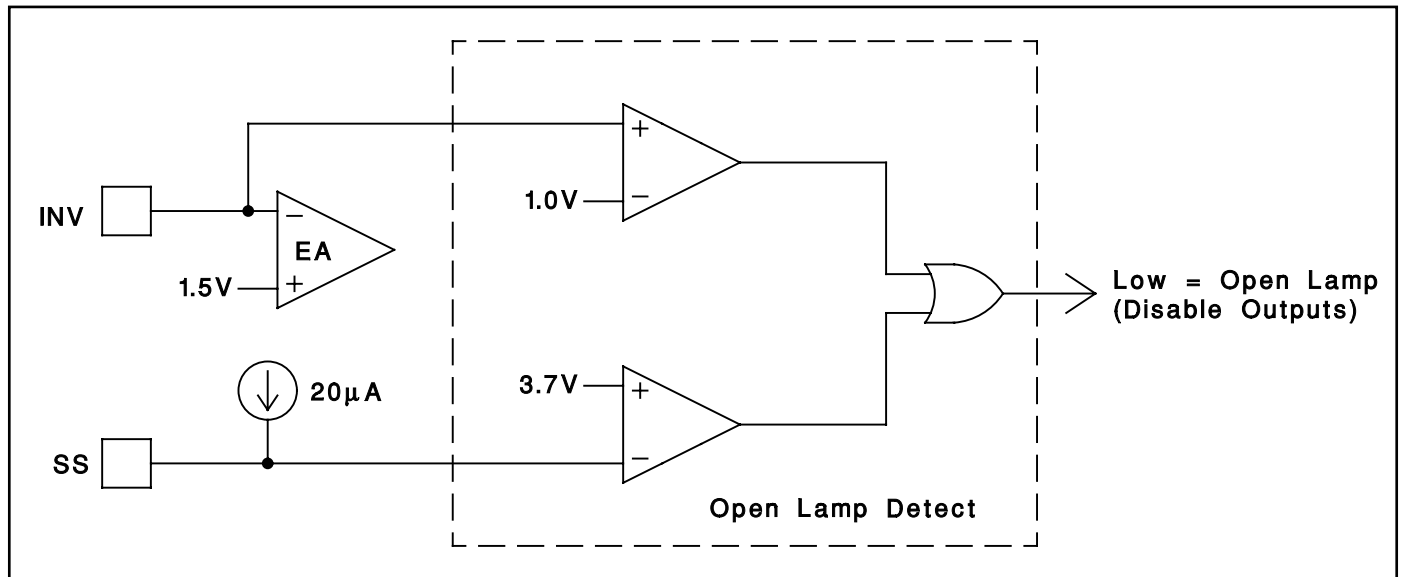 INV
EA
1.5V
+
−
1.0V
+
−
Low = Open Lamp
(Disable Outputs)
20µA
SS
3.7V
+
−
Open Lamp Detect